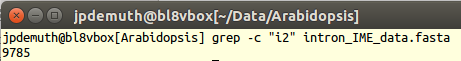 jpdemuth@bl8vbox: ~/Data/Arabidopsis
jpdemuth@bl8vbox[Arabidopsis] grep -c "i2" intron_IME_data.fasta
9785